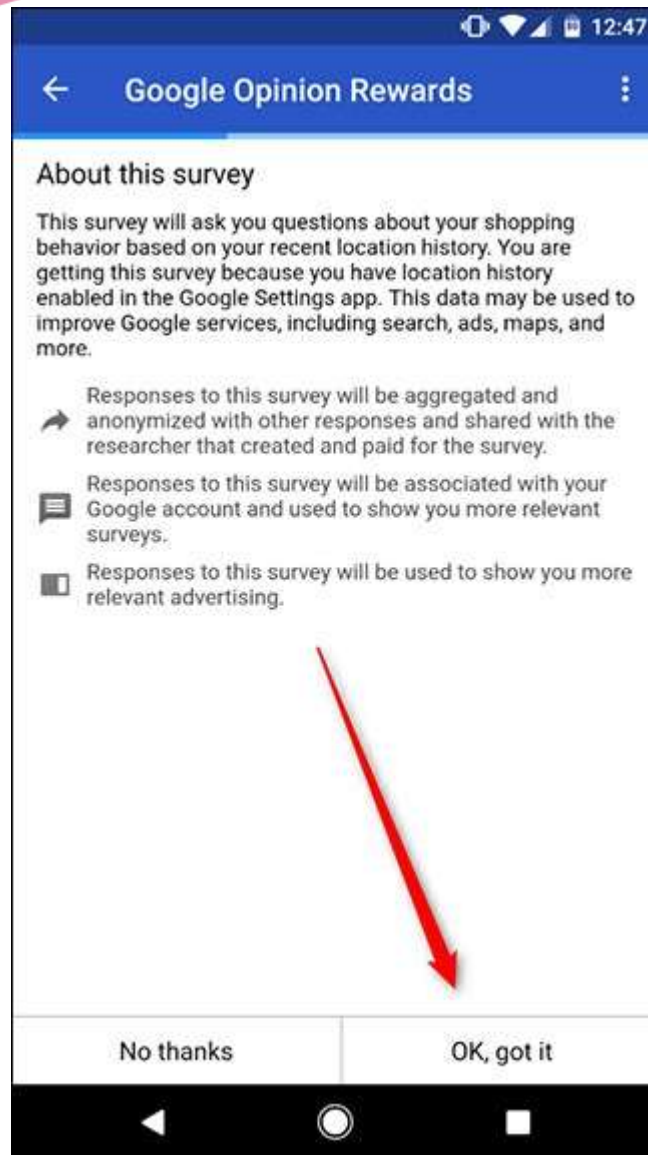 12:47
Google Opinion Rewards
About this survey
This survey will ask you questions about your shopping
behavior based on your recent location history. You are
getting this survey because you have location history
enabled in the Google Settings app. This data may be used to
improve Google services, including search, ads, maps, and
more.
Responses to this survey will be aggregated and
anonymized with other responses and shared with the
researcher that created and paid for the survey.
Responses to this survey will be associated with your
Google account and used to show you more relevant
surveys.
Responses to this survey will be used to show you more
relevant advertising.
No thanks
OK, got it